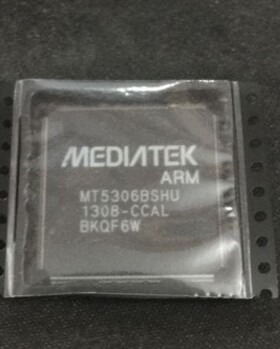 MEDIATEK
ARM
MT5306BSHU
1308-CCAL
BKQF6W